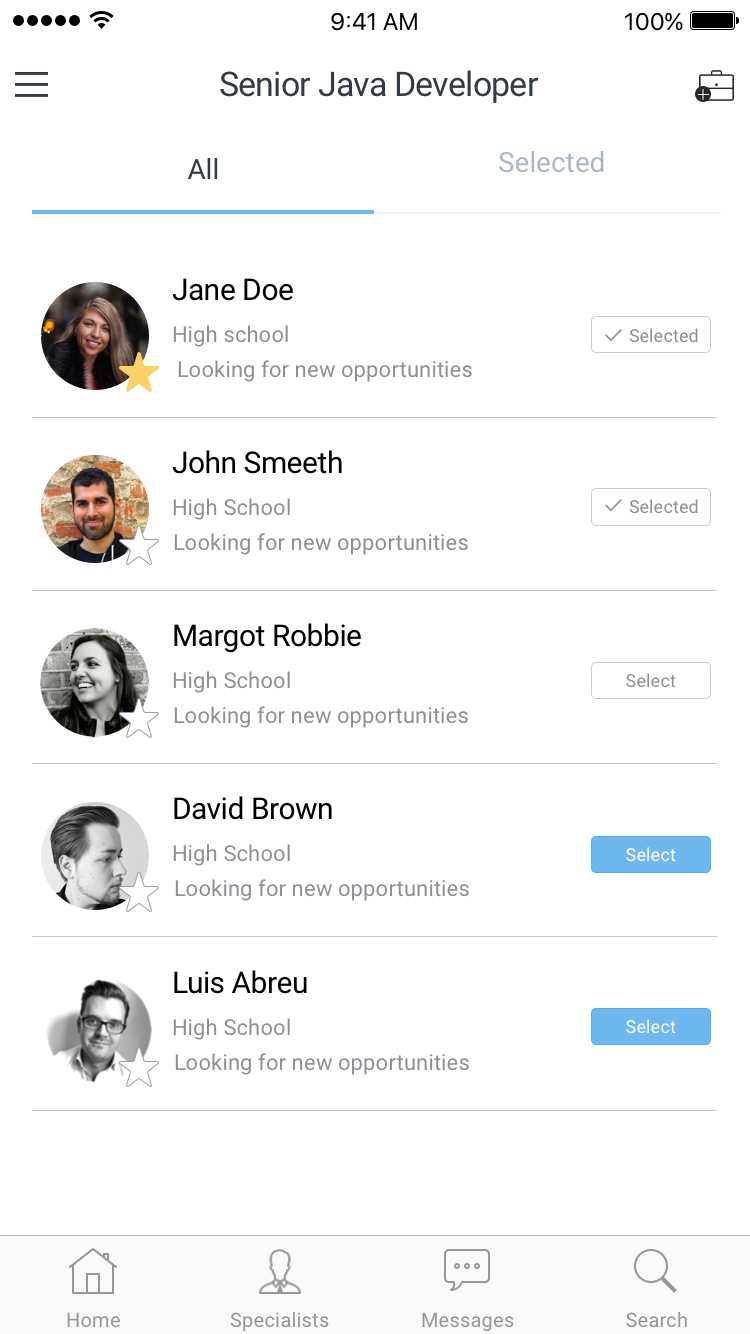 9:41 AM 100%
Senior Java Developer
All Selected
Jane Doe
High school
Selected
Looking for new opportunities
John Smeeth
High School
Selected
Looking for new opportunities
Margot Robbie
High School
Select
Looking for new opportunities
David Brown
High School
Select
Looking for new opportunities
Luis Abreu
High School
Select
Looking for new opportunities
Home Specialists Messages Search